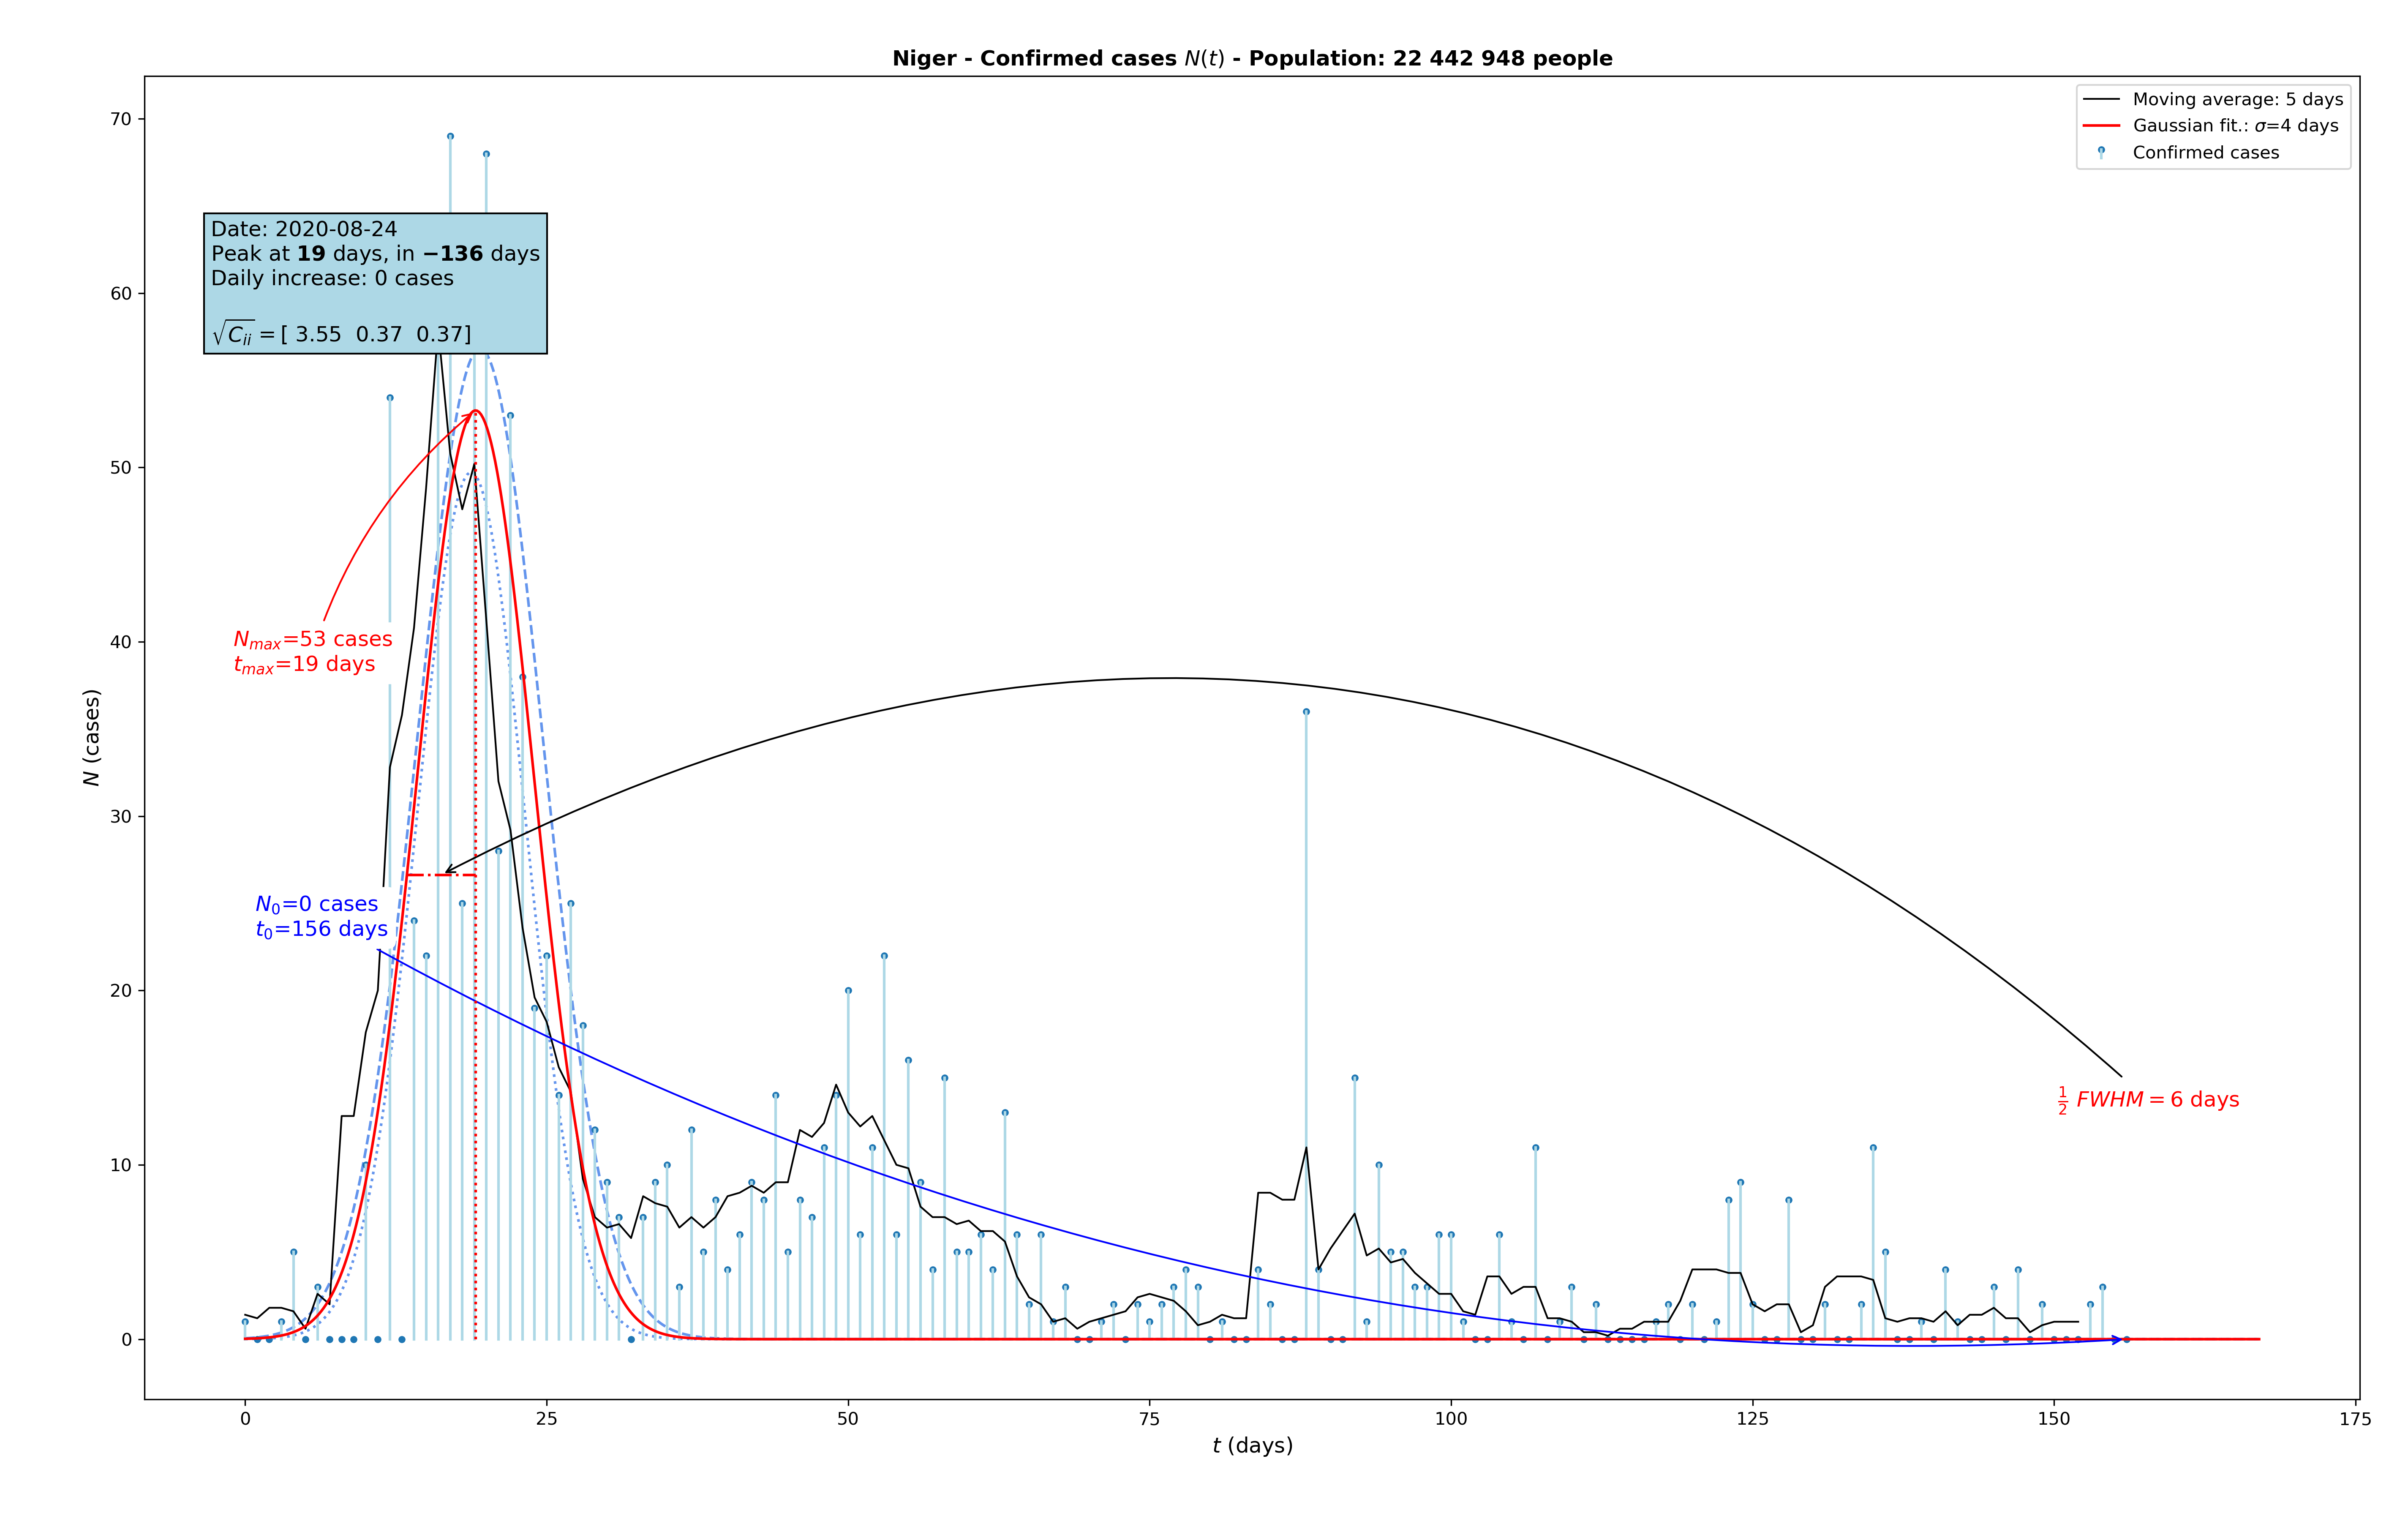 Niger - Confirmed cases N(t) - Population: 22 442 948 people
Moving average: 5 days
Gaussian fit.: σ=4 days
Confirmed cases
Date: 2020-08-24
Peak at 19 days, in −136 days
Daily increase: 0 cases
√C_ii = [ 3.55 0.37 0.37]
N_max=53 cases
t_max=19 days
N_0=0 cases
t_0=156 days
1/2 FWHM = 6 days
N (cases)
70
60
50
40
30
20
10
0
0 25 50 75 100 125 150 175
t (days)